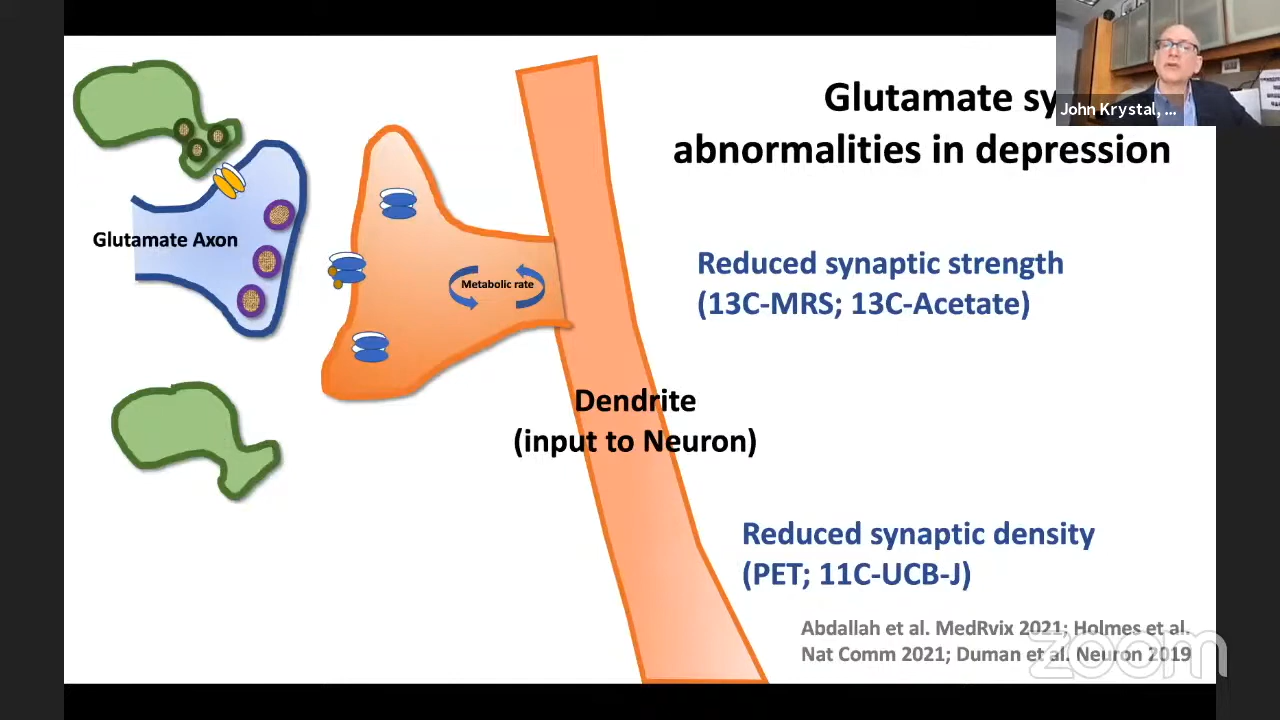 Glutamate sy
abnormalities in depression
John Krystal, ...
Glutamate Axon
Reduced synaptic strength
(13C-MRS; 13C-Acetate)
Metabolic rate
Dendrite
(input to Neuron)
Reduced synaptic density
(PET; 11C-UCB-J)
Abdallah et al. MedRvix 2021; Holmes et al.
Nat Comm 2021; Duman et al. Neuron 2019
zoom